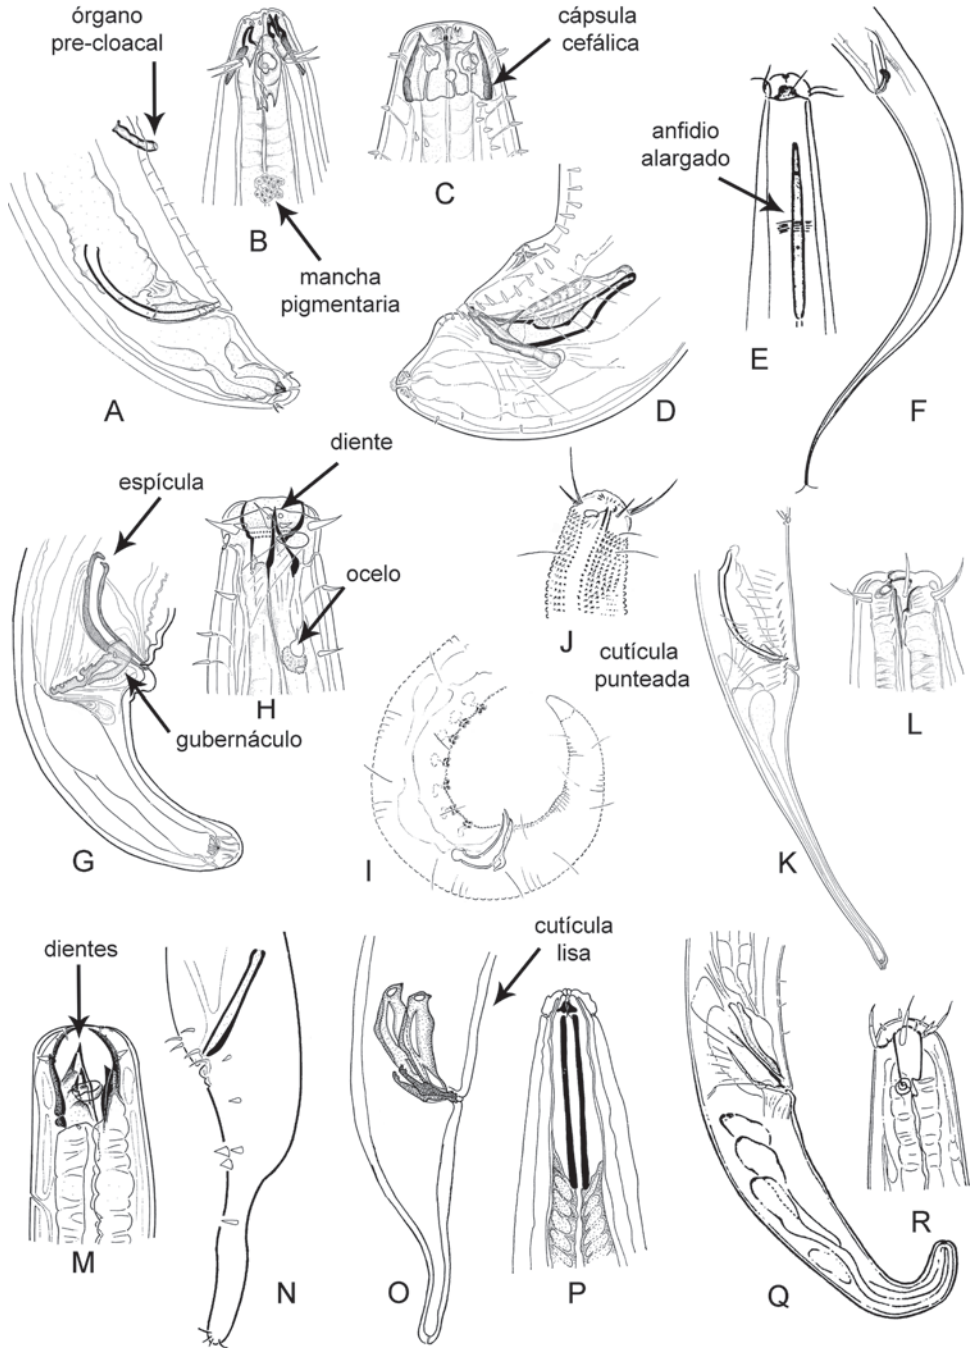 órgano
pre-cloacal
cápsula
cefálica
anfidio
alargado
B
C
mancha
pigmentaria
A
D
E
F
diente
espícula
ocelo
J
cutícula
punteada
H
gubernáculo
L
G
I
K
dientes
cutícula
lisa
M
N
O
P
Q
R